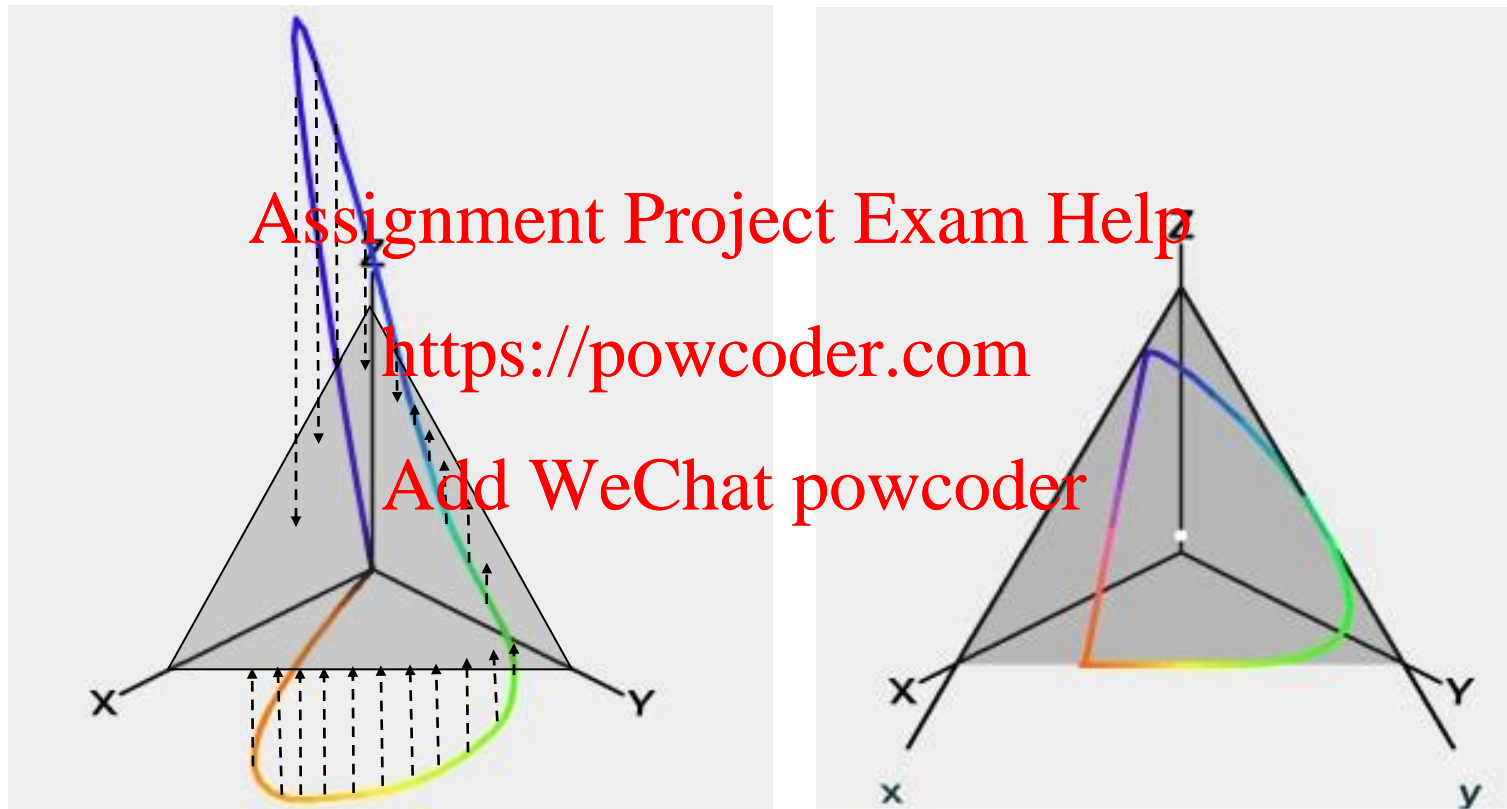 Assignment Project Exam Help
Z
Z
https://powcoder.com
Add WeChat powcoder
X
Y
X
Y
x
y